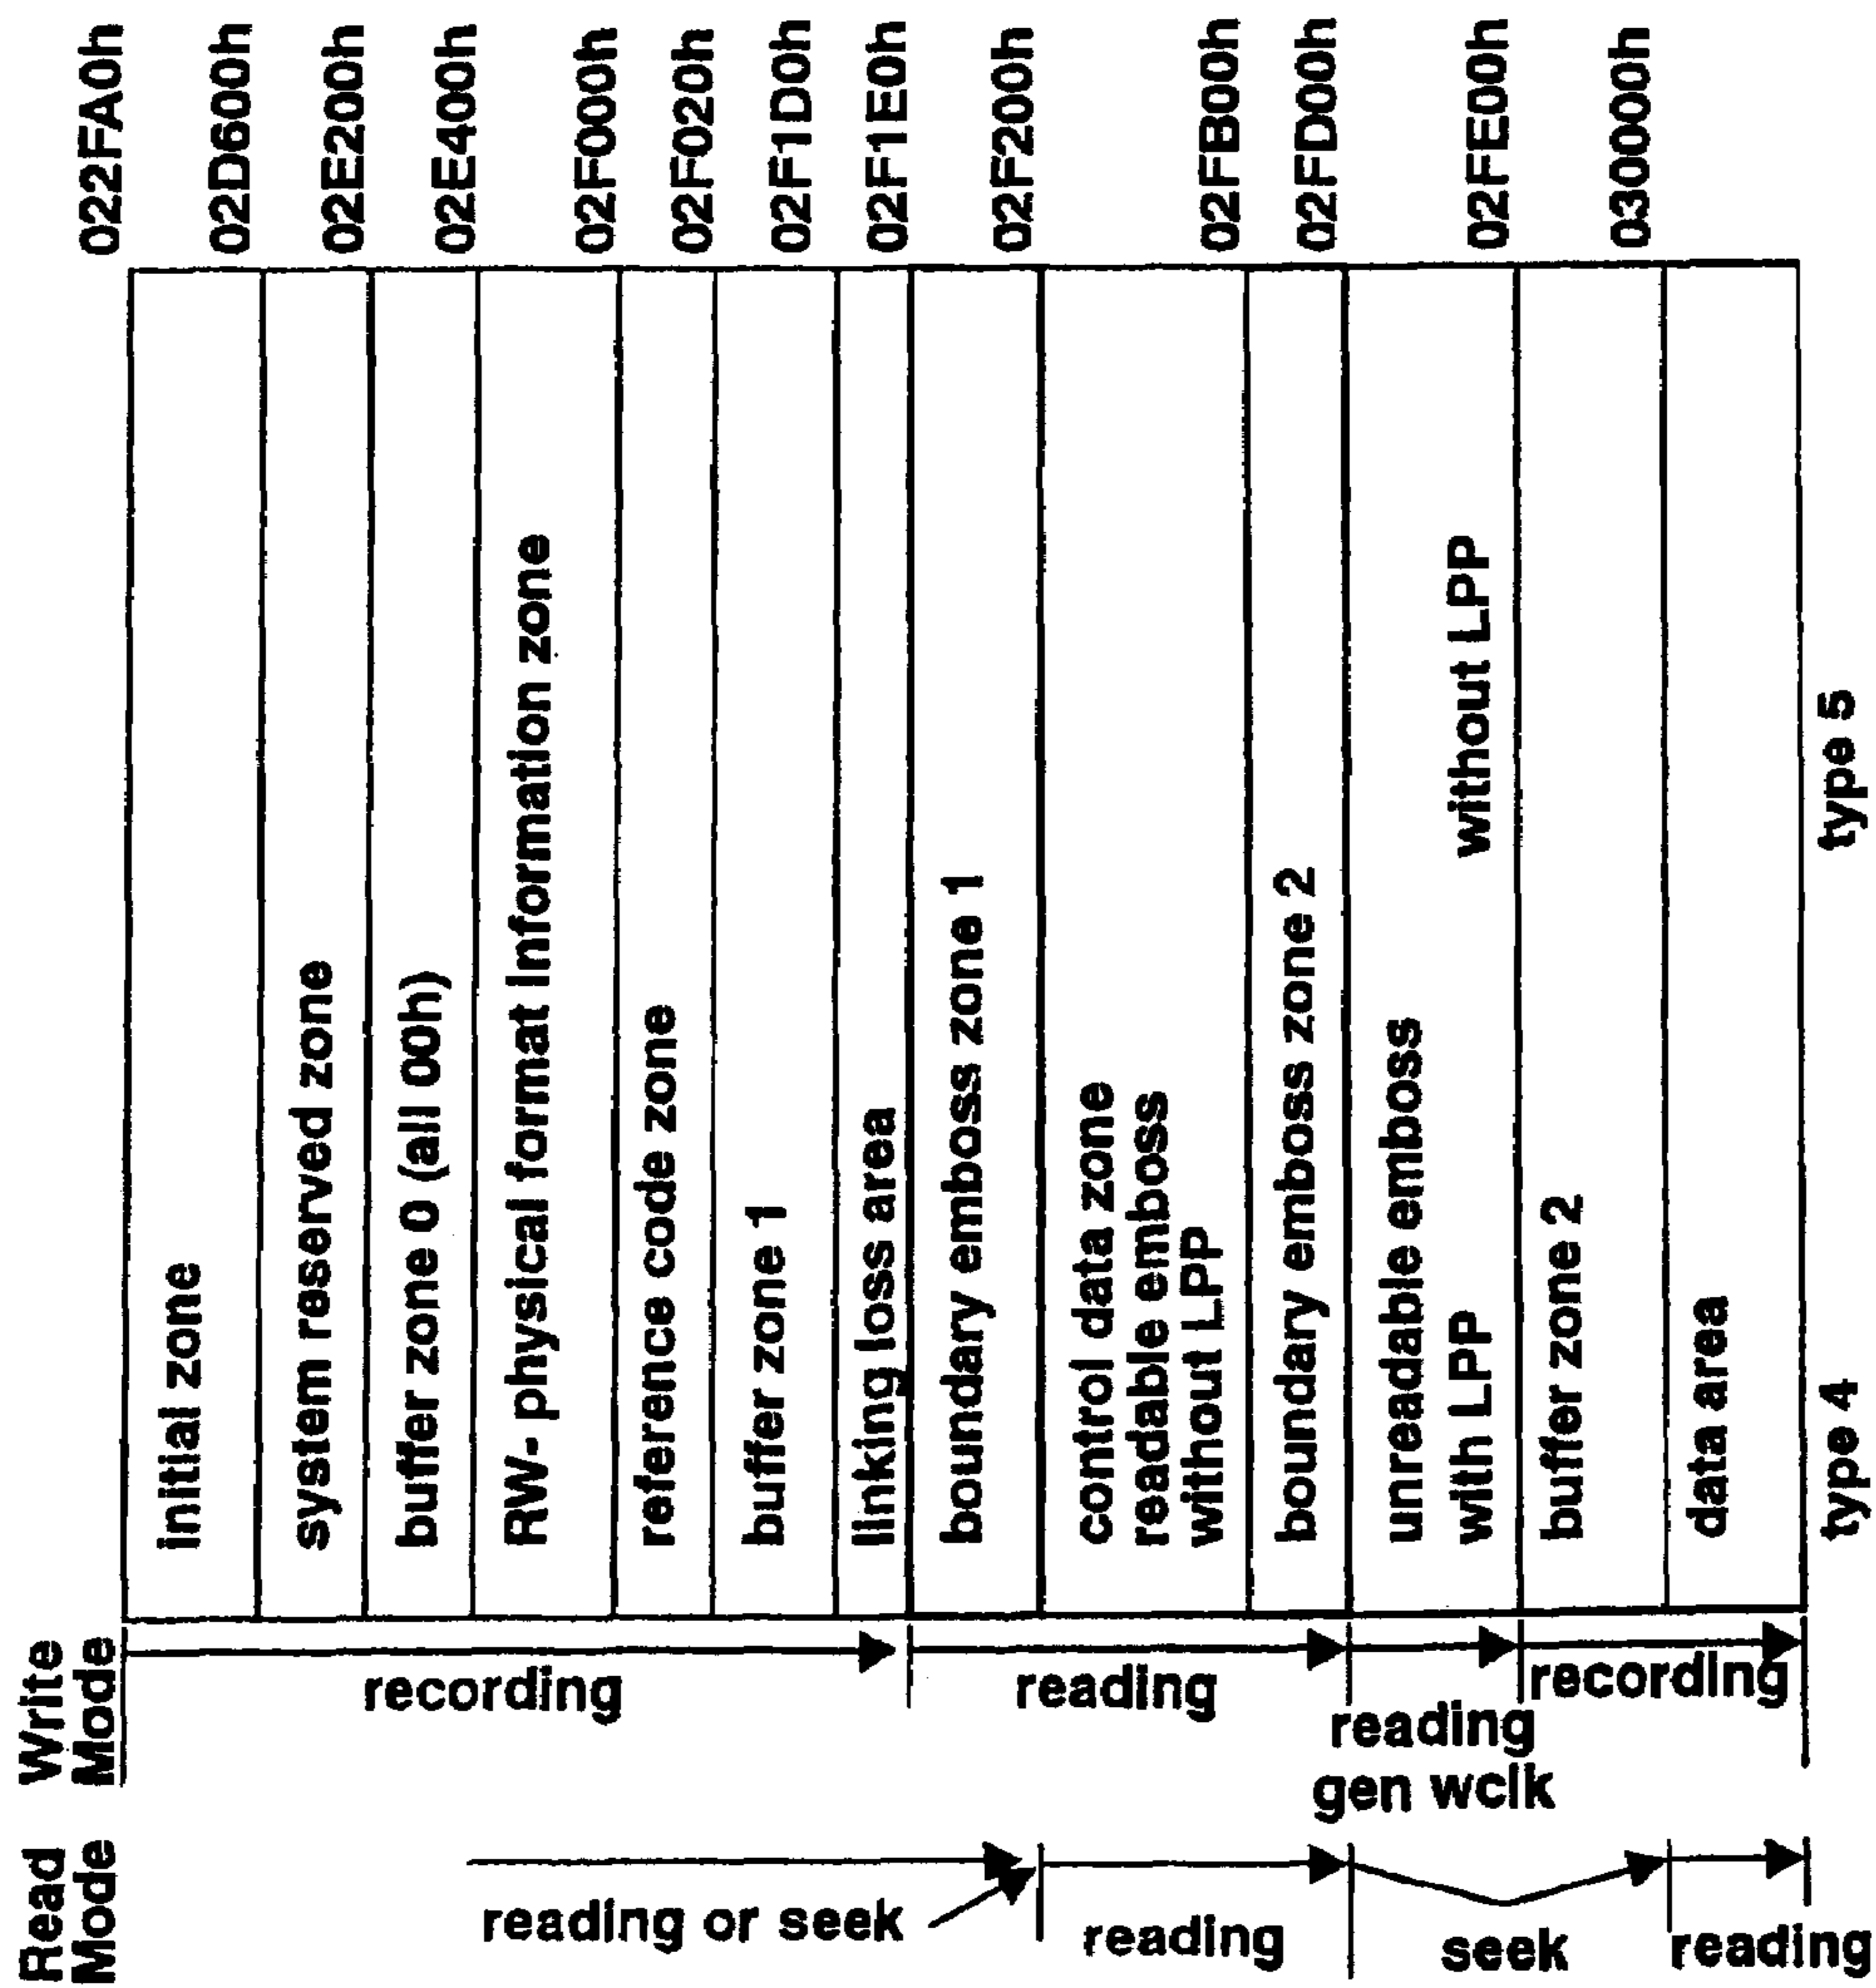 022FA0h
02D600h
02E200h
02E400h
02F000h
02F020h
02F1D0h
02F1E0h
02F200h
02FB00h
02FD00h
02FE00h
030000h
Initial zone
system reserved zone
buffer zone 0 (all 00h)
RW- physical format Information zone
reference code zone
buffer zone 1
linking loss area
boundary emboss zone 1
control data zone
readable emboss
without LPP
boundary emboss zone 2
unreadable emboss
with LPP
without LPP
buffer zone 2
data area
type 4
type 5
Write
Mode
recording
reading
reading
gen wclk
recording
Read
Mode
reading or seek
reading
seek
reading